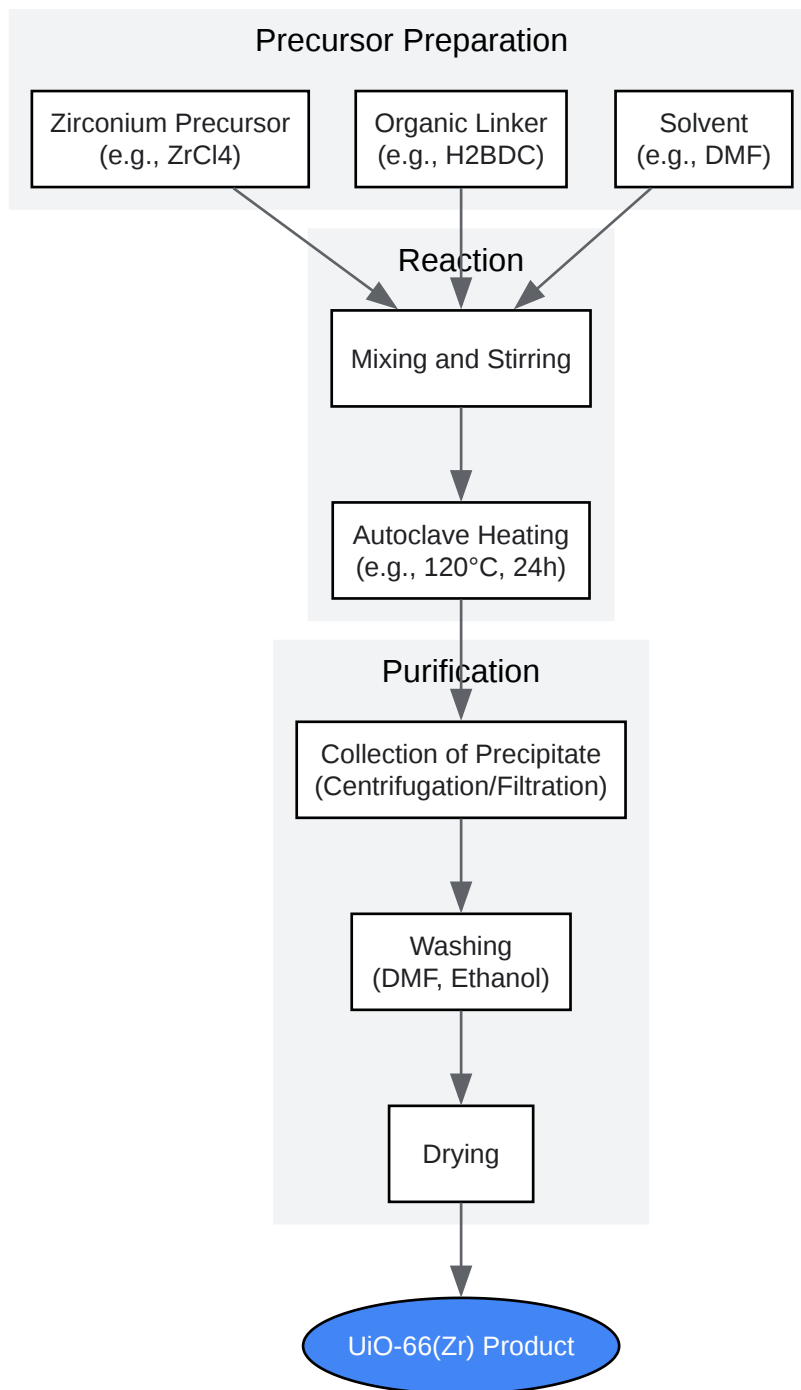 Precursor Preparation
Zirconium Precursor
(e.g., ZrCl4)
Organic Linker
(e.g., H2BDC)
Solvent
(e.g., DMF)
Reaction
Mixing and Stirring
Autoclave Heating
(e.g., 120°C, 24h)
Purification
Collection of Precipitate
(Centrifugation/Filtration)
Washing
(DMF, Ethanol)
Drying
UiO-66(Zr) Product